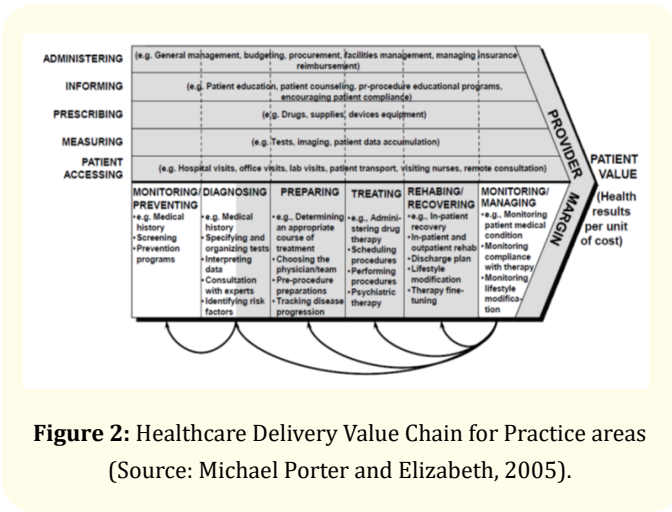 ADMINISTERING
(e.g. General management, budgeting, procurement, facilities management, managing insurance
reimbursement)
INFORMING
(e.g. Patient education, patient counseling, pr-procedure educational programs,
encouraging patient compliance)
PRESCRIBING
(e.g. Drugs, supplies, devices equipment)
MEASURING
(e.g. Tests, imaging, patient data accumulation)
PATIENT
ACCESSING
(e.g. Hospital visits, office visits, lab visits, patient transport, visiting nurses, remote consultation)
MONITORING/
PREVENTING
•e.g. Medical
history
•Screening
•Prevention
programs
DIAGNOSING
•e.g. Medical
history
•Specifying and
organizing tests
•Interpreting
data
•Consultation
with experts
•Identifying risk
factors
PREPARING
•e.g., Determining
an appropriate
course of
treatment
•Choosing the
physician/team
•Pre-procedure
preparations
•Tracking disease
progression
TREATING
•e.g., Admini-
stering drug
therapy
•Scheduling
procedures
•Performing
procedures
•Psychiatric
therapy
REHABING/
RECOVERING
•e.g., In-patient
recovery
•In-patient and
outpatient rehab
•Discharge plan
•Lifestyle
modification
•Therapy fine-
tuning
MONITORING/
MANAGING
•e.g., Monitoring
patient medical
condition
•Monitoring
compliance
with therapy
•Monitoring
lifestyle
modifica-
tion
PROVIDER
MARGIN
PATIENT
VALUE
(Health
results
per unit
of cost)
Figure 2: Healthcare Delivery Value Chain for Practice areas
(Source: Michael Porter and Elizabeth, 2005).